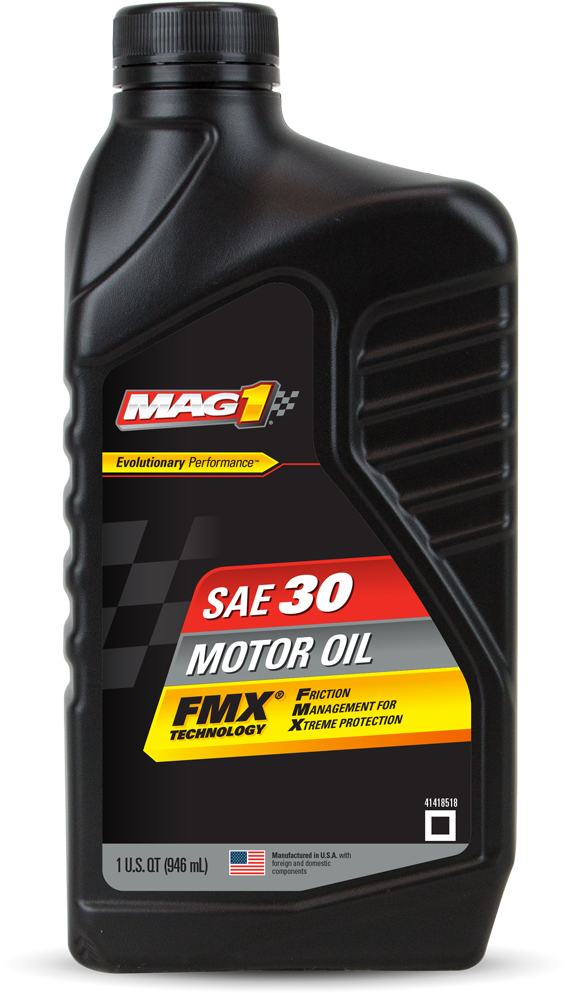 MAG1®
Evolutionary Performance™
SAE 30
MOTOR OIL
FMX®
TECHNOLOGY
FRICTION
MANAGEMENT FOR
XTREME PROTECTION
41418518
1 U.S. QT (946 mL)
Manufactured in U.S.A. with
foreign and domestic
components